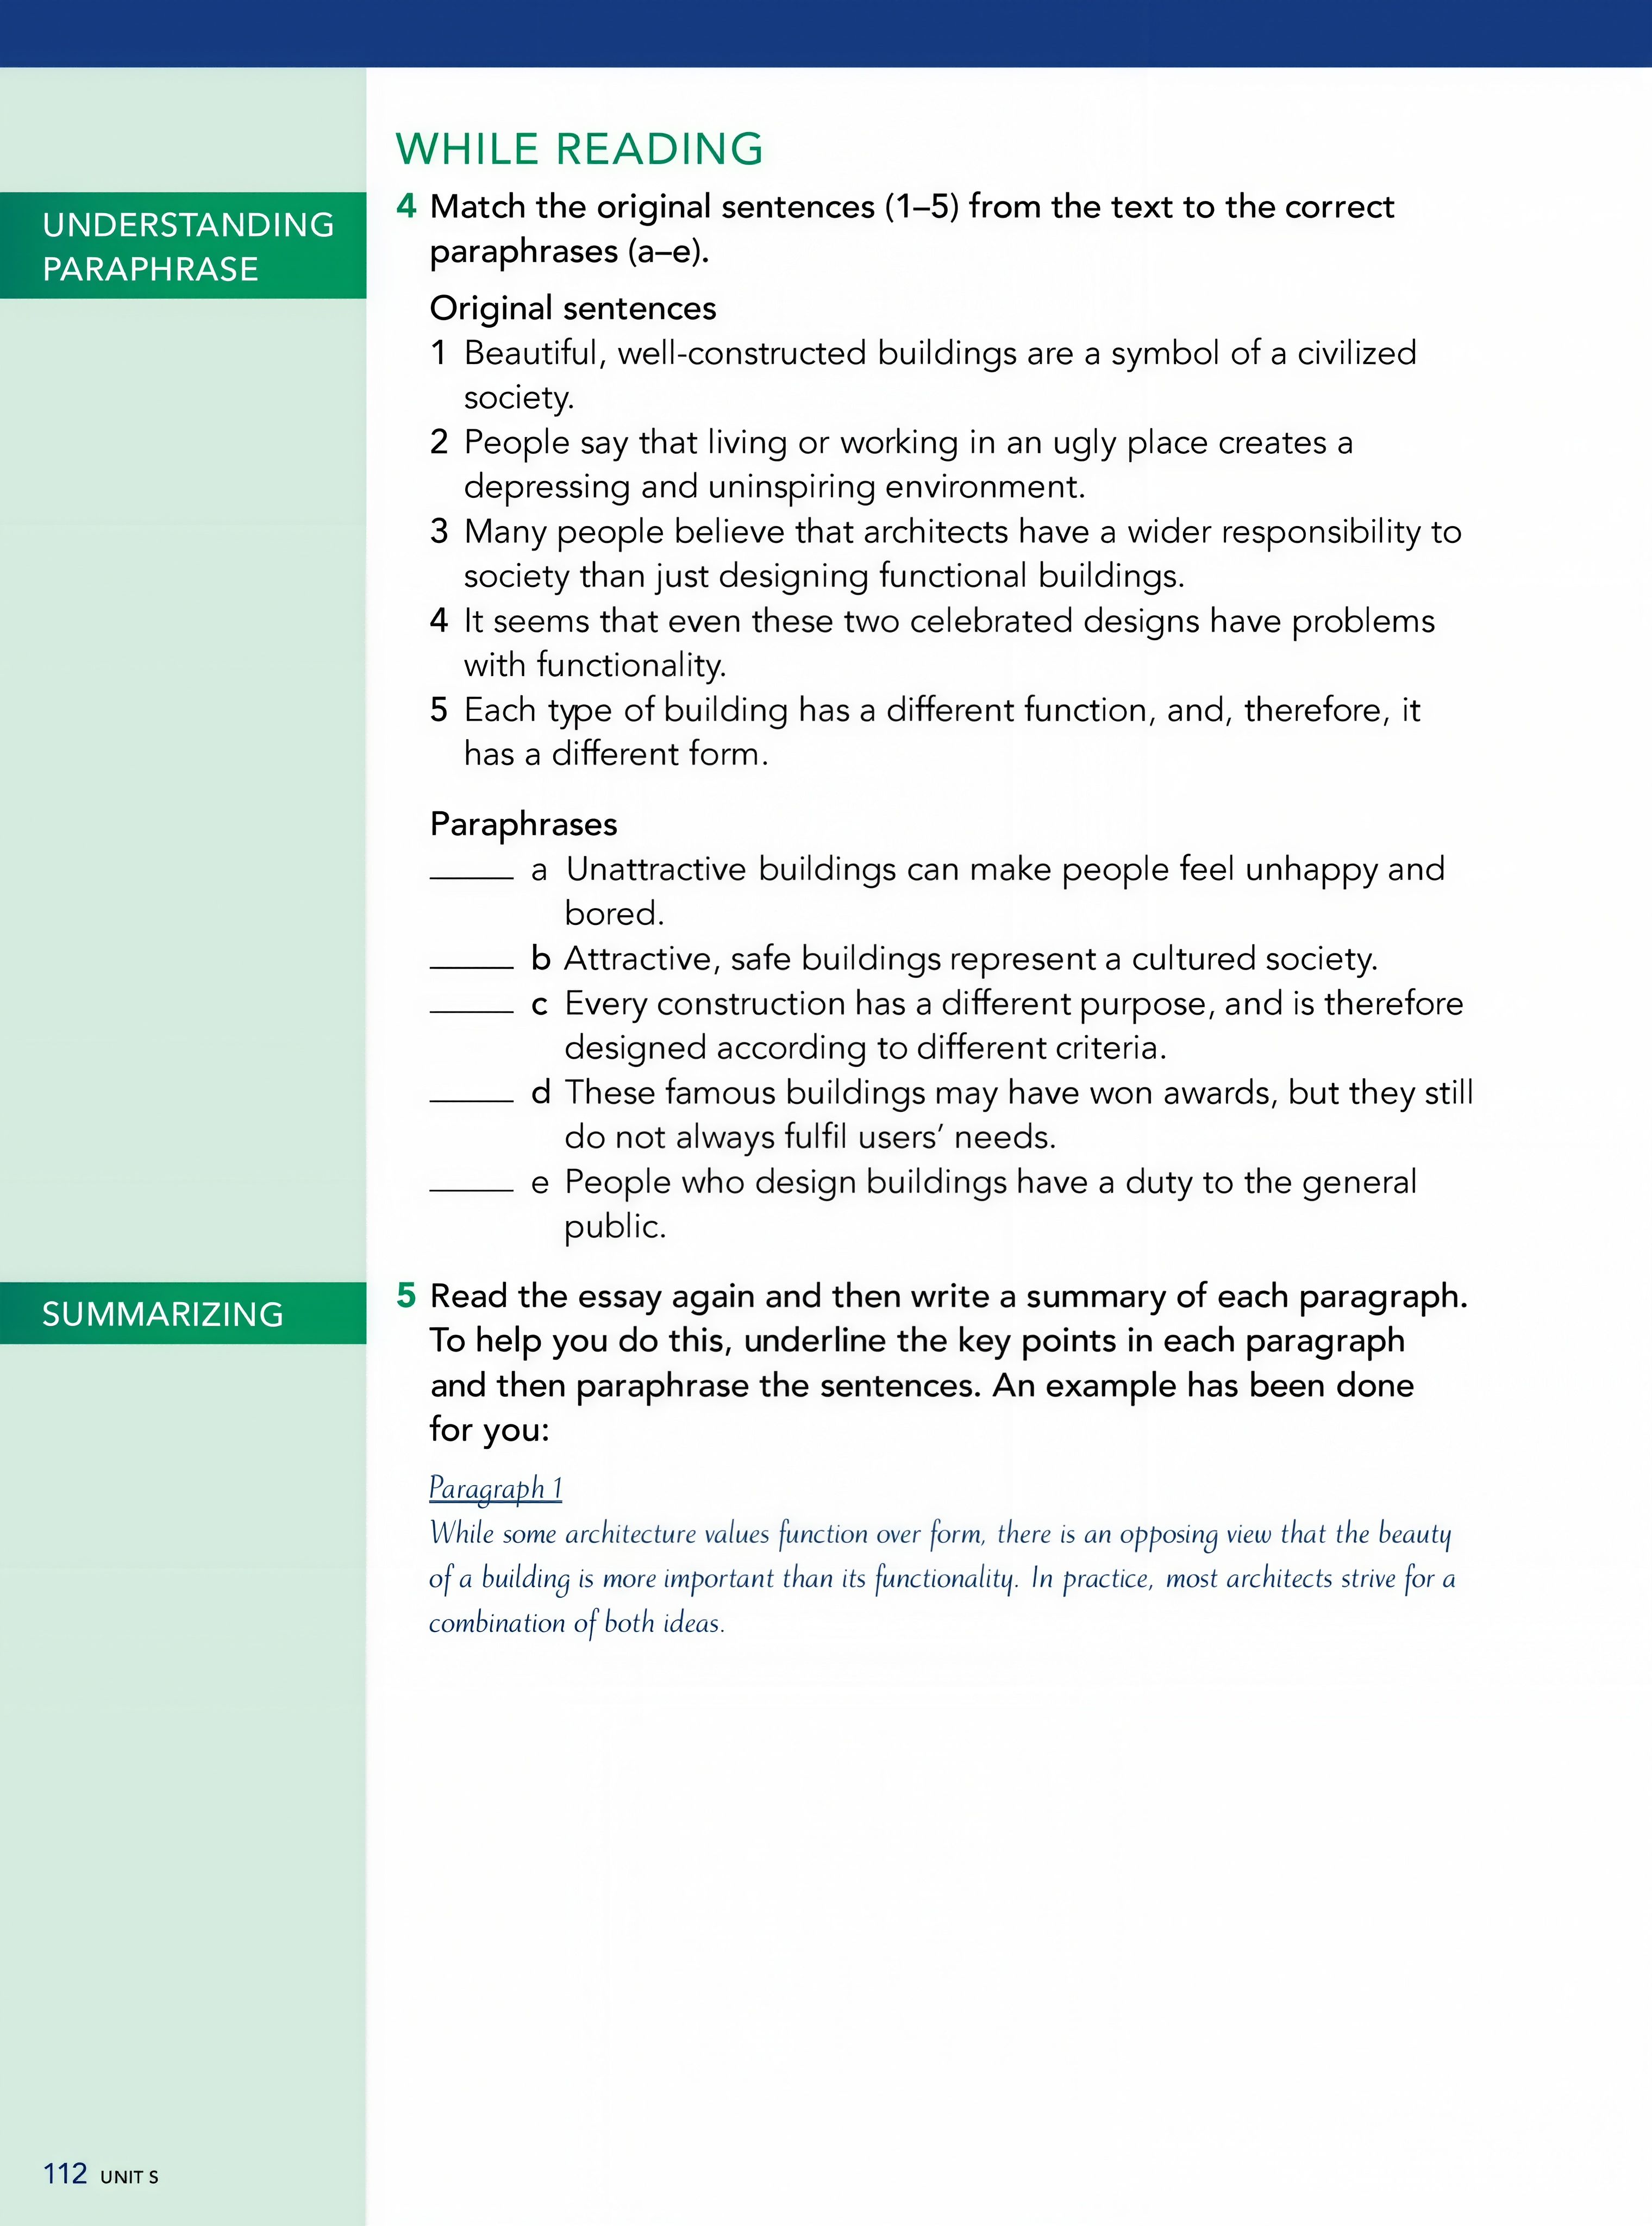 WHILE READING
UNDERSTANDING
PARAPHRASE
4 Match the original sentences (1–5) from the text to the correct
paraphrases (a–e).
Original sentences
1 Beautiful, well-constructed buildings are a symbol of a civilized
society.
2 People say that living or working in an ugly place creates a
depressing and uninspiring environment.
3 Many people believe that architects have a wider responsibility to
society than just designing functional buildings.
4 It seems that even these two celebrated designs have problems
with functionality.
5 Each type of building has a different function, and, therefore, it
has a different form.
Paraphrases
_____ a Unattractive buildings can make people feel unhappy and
bored.
_____ b Attractive, safe buildings represent a cultured society.
_____ c Every construction has a different purpose, and is therefore
designed according to different criteria.
_____ d These famous buildings may have won awards, but they still
do not always fulfil users’ needs.
_____ e People who design buildings have a duty to the general
public.
SUMMARIZING
5 Read the essay again and then write a summary of each paragraph.
To help you do this, underline the key points in each paragraph
and then paraphrase the sentences. An example has been done
for you:
Paragraph 1
While some architecture values function over form, there is an opposing view that the beauty
of a building is more important than its functionality. In practice, most architects strive for a
combination of both ideas.
112 UNIT S